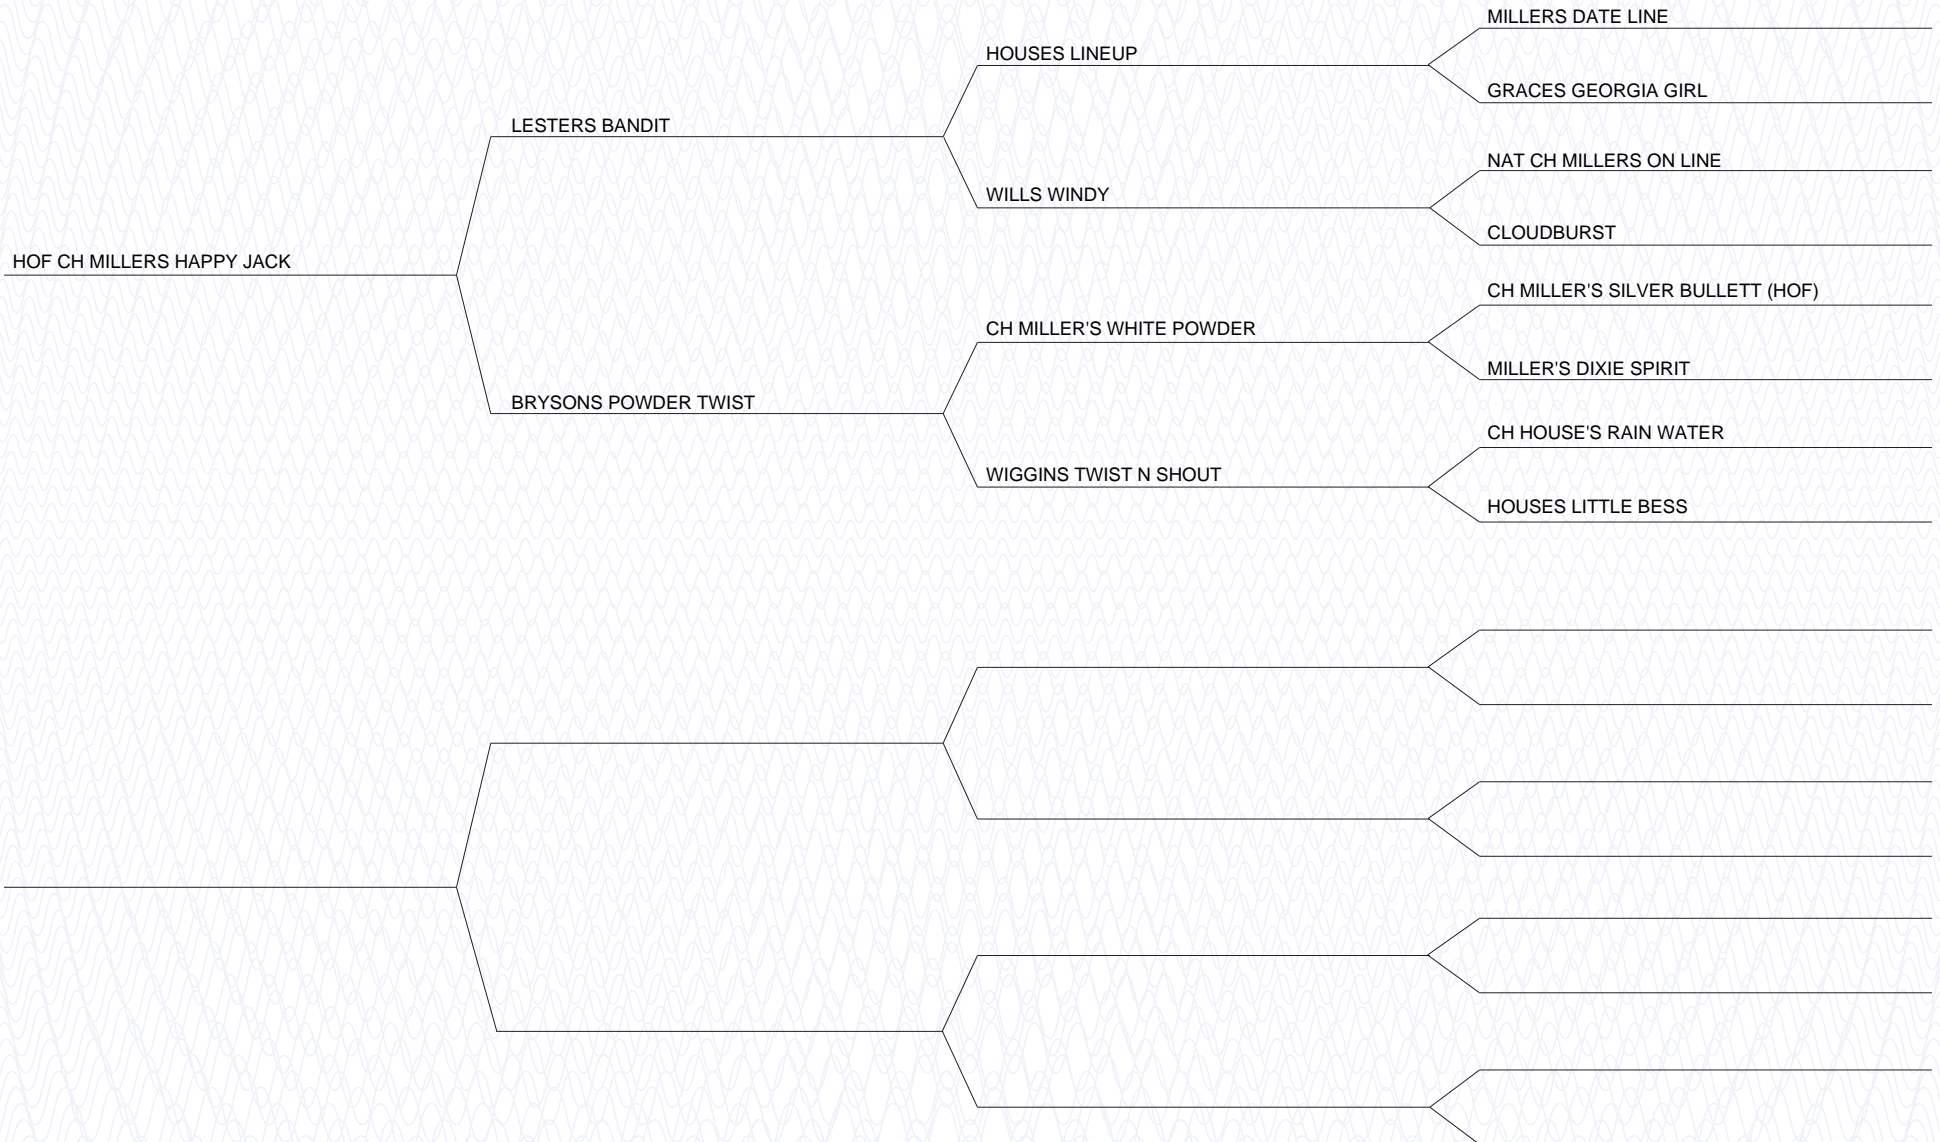 MILLERS DATE LINE
HOUSES LINEUP
GRACES GEORGIA GIRL
LESTERS BANDIT
NAT CH MILLERS ON LINE
WILLS WINDY
CLOUDBURST
HOF CH MILLERS HAPPY JACK
CH MILLER'S SILVER BULLETT (HOF)
CH MILLER'S WHITE POWDER
MILLER'S DIXIE SPIRIT
BRYSONS POWDER TWIST
CH HOUSE'S RAIN WATER
WIGGINS TWIST N SHOUT
HOUSES LITTLE BESS